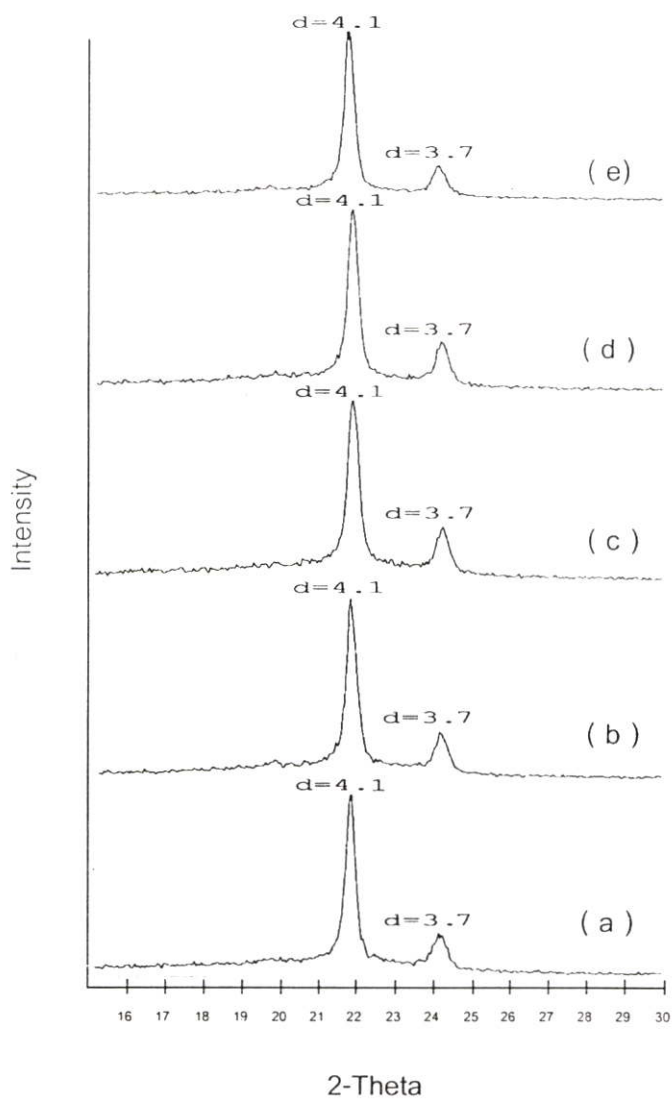 d=4.1
d=3.7
(e)
d=4.1
d=3.7
(d)
d=4.1
d=3.7
(c)
d=4.1
d=3.7
(b)
d=4.1
d=3.7
(a)
Intensity
16 17 18 19 20 21 22 23 24 25 26 27 28 29 30
2-Theta